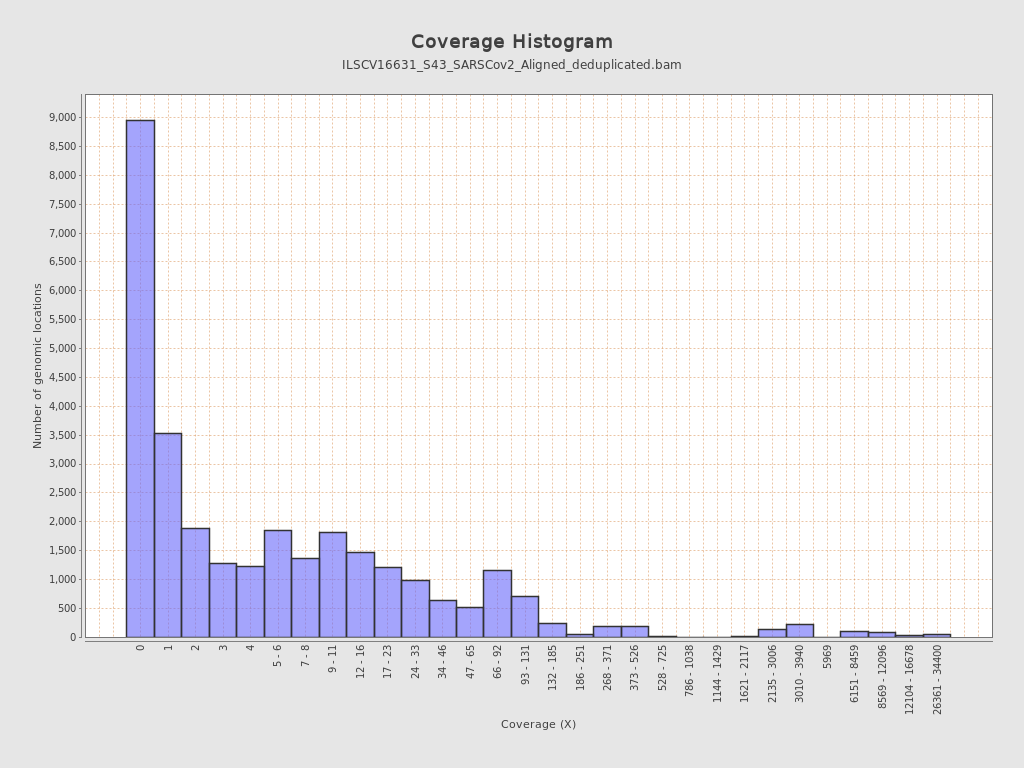 Coverage Histogram
ILSCV16631_S43_SARSCov2_Aligned_deduplicated.bam
Number of genomic locations
9,000
8,500
8,000
7,500
7,000
6,500
6,000
5,500
5,000
4,500
4,000
3,500
3,000
2,500
2,000
1,500
1,000
500
0
0
1
2
3
4
5 - 6
7 - 8
9 - 11
12 - 16
17 - 23
24 - 33
34 - 46
47 - 65
66 - 92
93 - 131
132 - 185
186 - 251
268 - 371
373 - 526
528 - 725
786 - 1038
1144 - 1429
1621 - 2117
2135 - 3006
3010 - 3940
5969
6151 - 8459
8569 - 12096
12104 - 16678
26361 - 34400
Coverage (X)